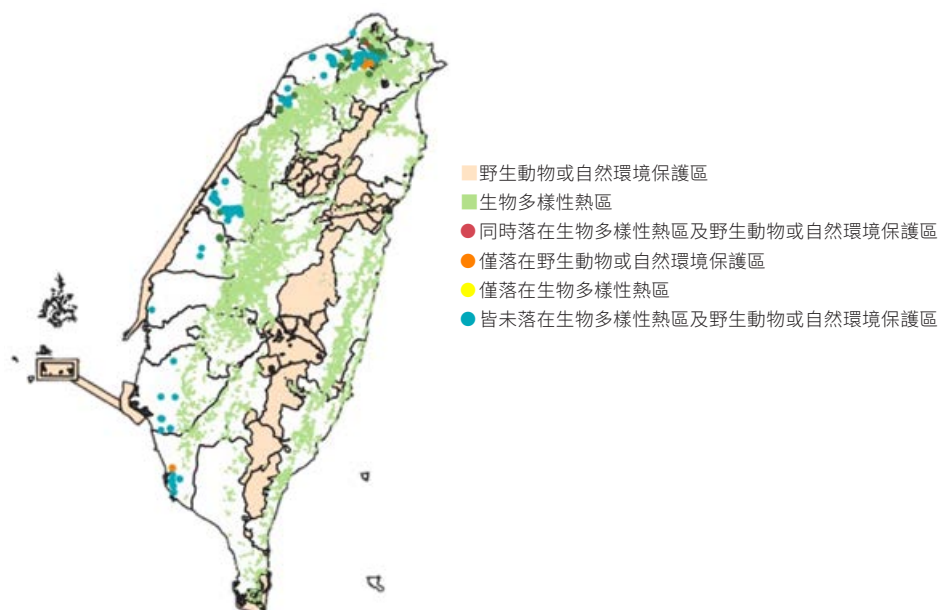 野生動物或自然環境保護區
生物多樣性熱區
同時落在生物多樣性熱區及野生動物或自然環境保護區
僅落在野生動物或自然環境保護區
僅落在生物多樣性熱區
皆未落在生物多樣性熱區及野生動物或自然環境保護區